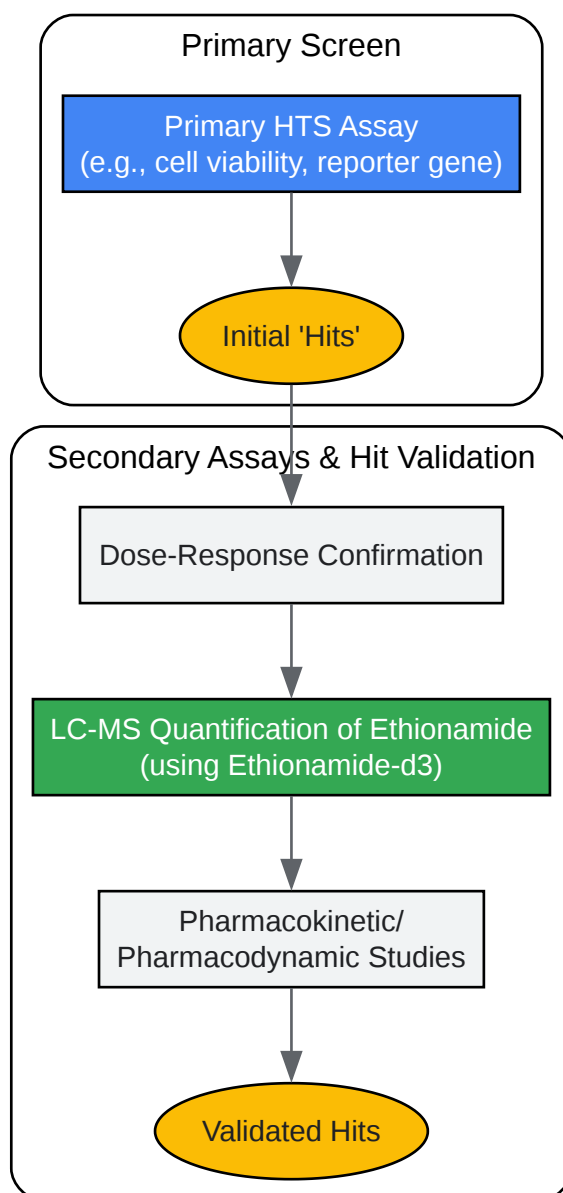 Primary Screen
Primary HTS Assay
(e.g., cell viability, reporter gene)
Initial 'Hits'
Secondary Assays & Hit Validation
Dose-Response Confirmation
LC-MS Quantification of Ethionamide
(using Ethionamide-d3)
Pharmacokinetic/
Pharmacodynamic Studies
Validated Hits